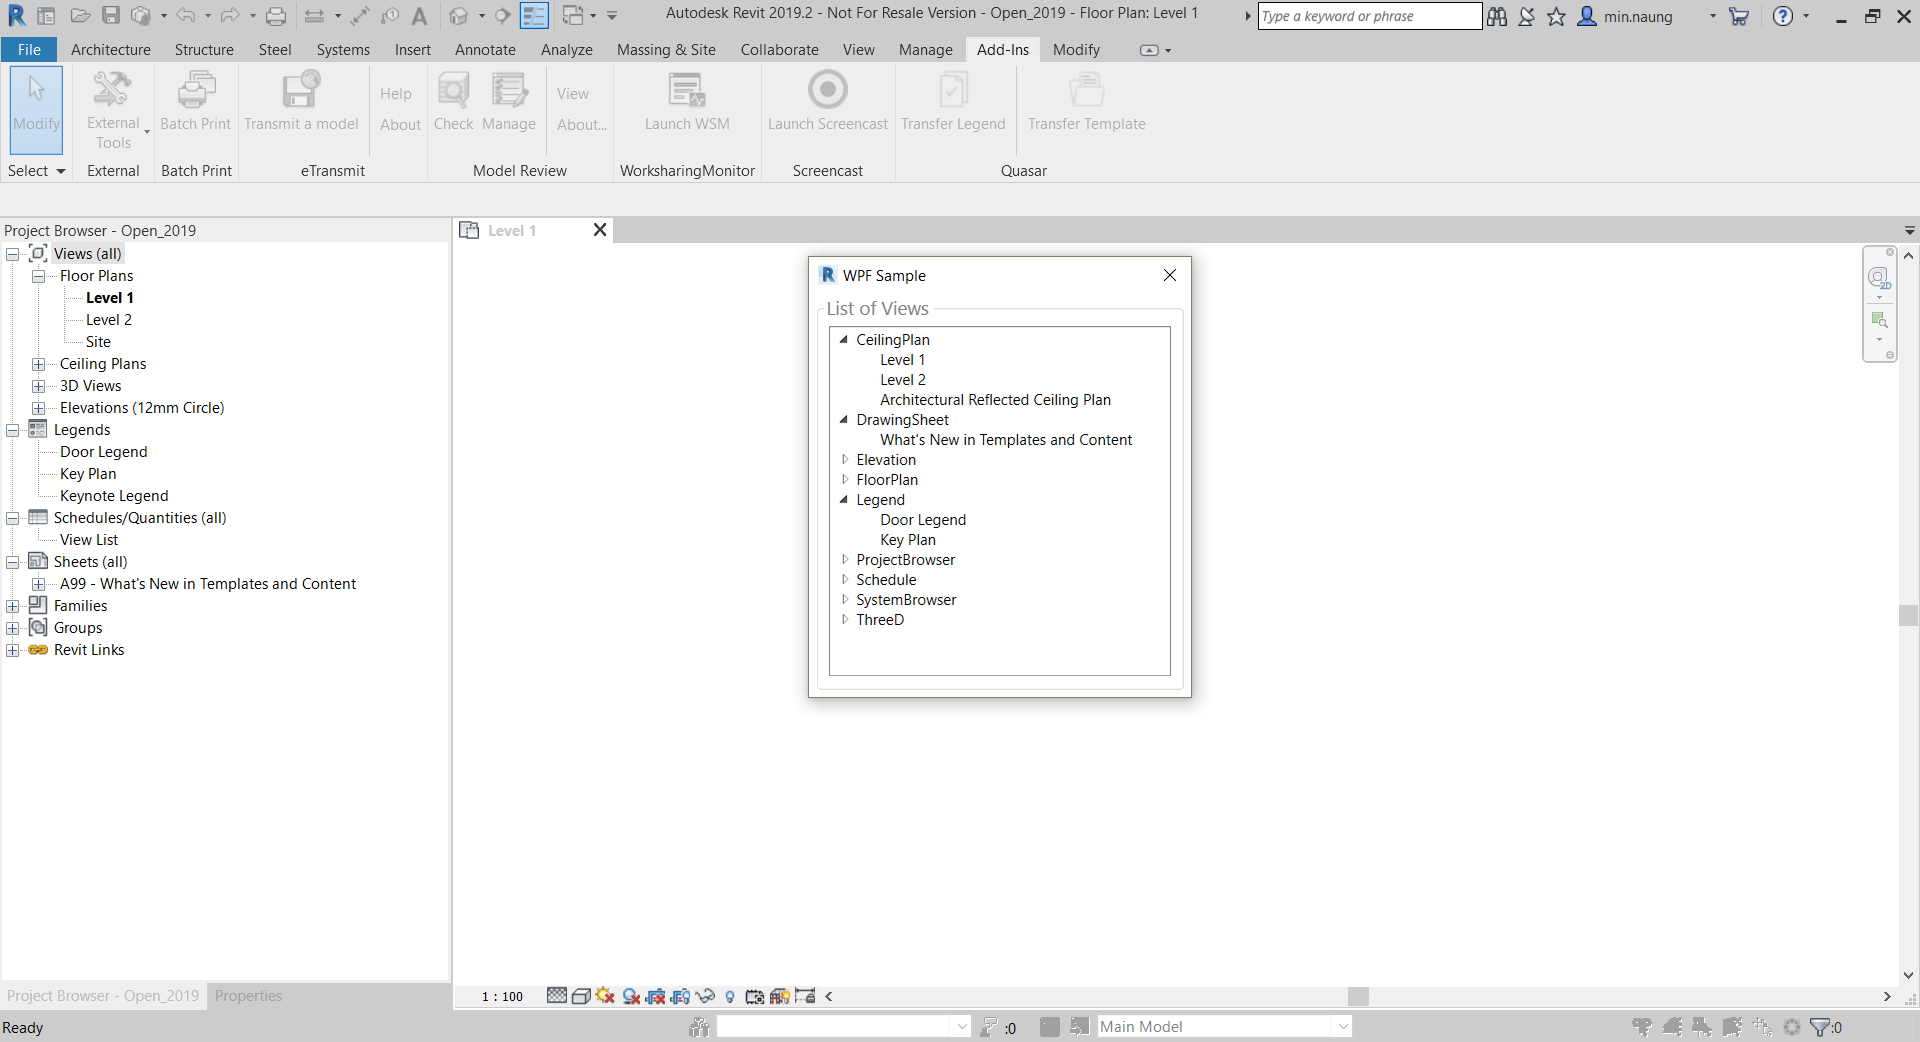 Autodesk Revit 2019.2 - Not For Resale Version - Open_2019 - Floor Plan: Level 1
Type a keyword or phrase
min.naung
File Architecture Structure Steel Systems Insert Annotate Analyze Massing & Site Collaborate View Manage Add-Ins Modify
Modify
External Tools
Batch Print
Transmit a model
Help
About
Check
Manage
View
About...
Launch WSM
Launch Screencast
Transfer Legend
Transfer Template
Select External Batch Print eTransmit Model Review WorksharingMonitor Screencast Quasar
Project Browser - Open_2019
Views (all)
Floor Plans
Level 1
Level 2
Site
Ceiling Plans
3D Views
Elevations (12mm Circle)
Legends
Door Legend
Key Plan
Keynote Legend
Schedules/Quantities (all)
View List
Sheets (all)
A99 - What's New in Templates and Content
Families
Groups
Revit Links
Level 1
WPF Sample
List of Views
CeilingPlan
Level 1
Level 2
Architectural Reflected Ceiling Plan
DrawingSheet
What's New in Templates and Content
Elevation
FloorPlan
Legend
Door Legend
Key Plan
ProjectBrowser
Schedule
SystemBrowser
ThreeD
2D
Project Browser - Open_2019 Properties
1 : 100
Ready
:0
Main Model
:0